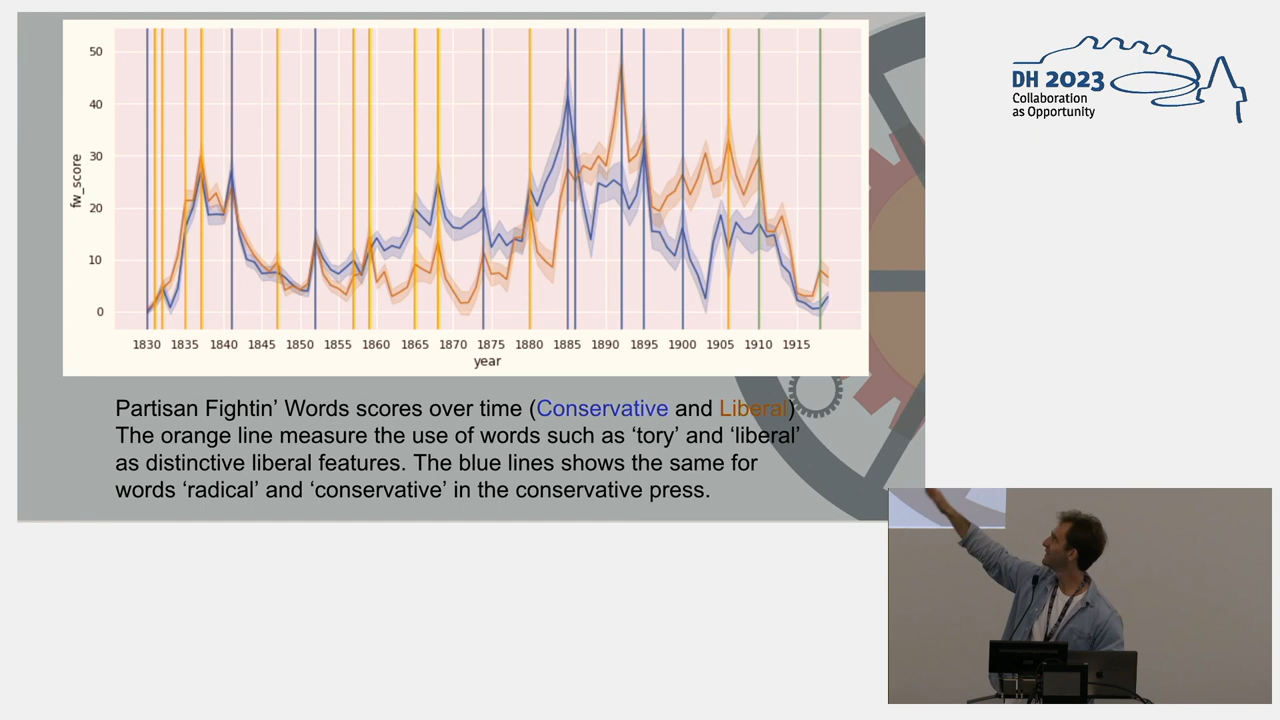 50
40
30
20
10
0
fw_score
1830 1835 1840 1845 1850 1855 1860 1865 1870 1875 1880 1885 1890 1895 1900 1905 1910 1915
year
Partisan Fightin’ Words scores over time (Conservative and Liberal)
The orange line measure the use of words such as ‘tory’ and ‘liberal’
as distinctive liberal features. The blue lines shows the same for
words ‘radical’ and ‘conservative’ in the conservative press.
DH 2023
Collaboration
as Opportunity